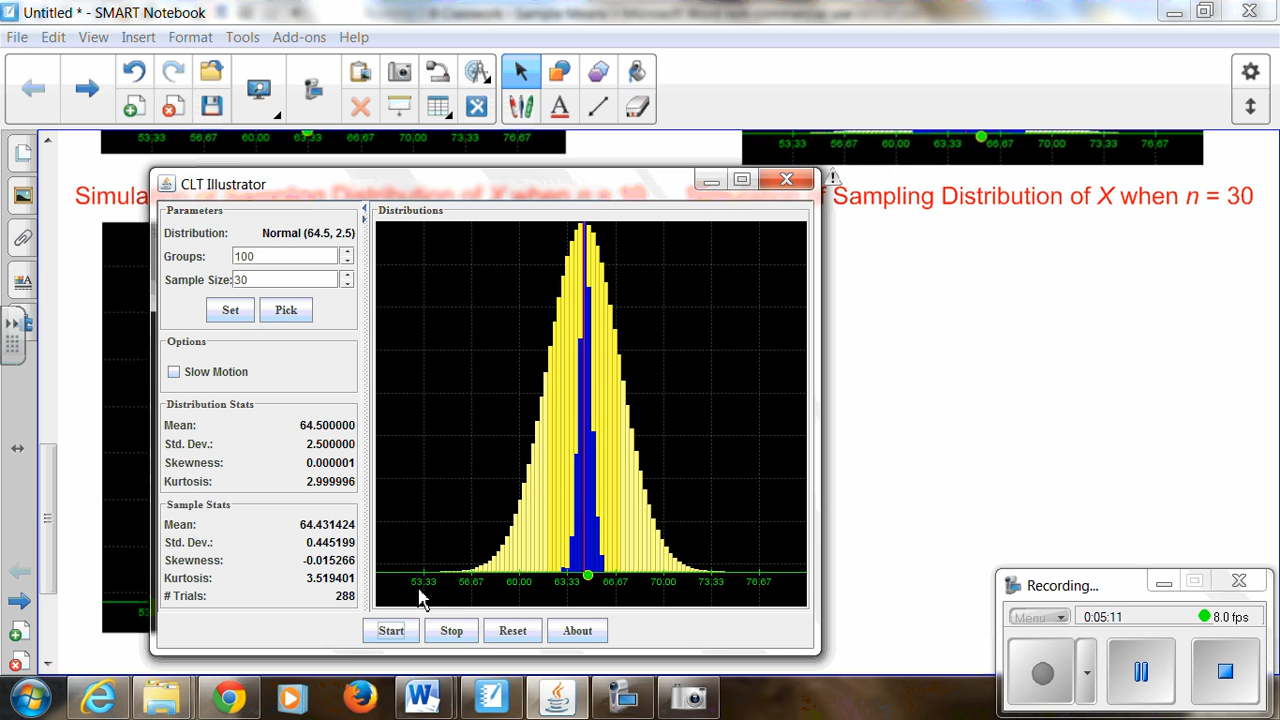 Untitled * - SMART Notebook
File Edit View Insert Format Tools Add-ons Help
53.33 56.67 60.00 63.33 66.67 70.00 73.33 76.67
53.33 56.67 60.00 63.33 66.67 70.00 73.33 76.67
Simula
f Sampling Distribution of X when n = 30
CLT Illustrator
Parameters
Distribution: Normal (64.5, 2.5)
Groups: 100
Sample Size: 30
Set Pick
Options
Slow Motion
Distribution Stats
Mean: 64.500000
Std. Dev.: 2.500000
Skewness: 0.000001
Kurtosis: 2.999996
Sample Stats
Mean: 64.431424
Std. Dev.: 0.445199
Skewness: -0.015266
Kurtosis: 3.519401
# Trials: 288
Distributions
53.33 56.67 60.00 63.33 66.67 70.00 73.33 76.67
Start Stop Reset About
Recording...
Menu 0:05:11 8.0 fps